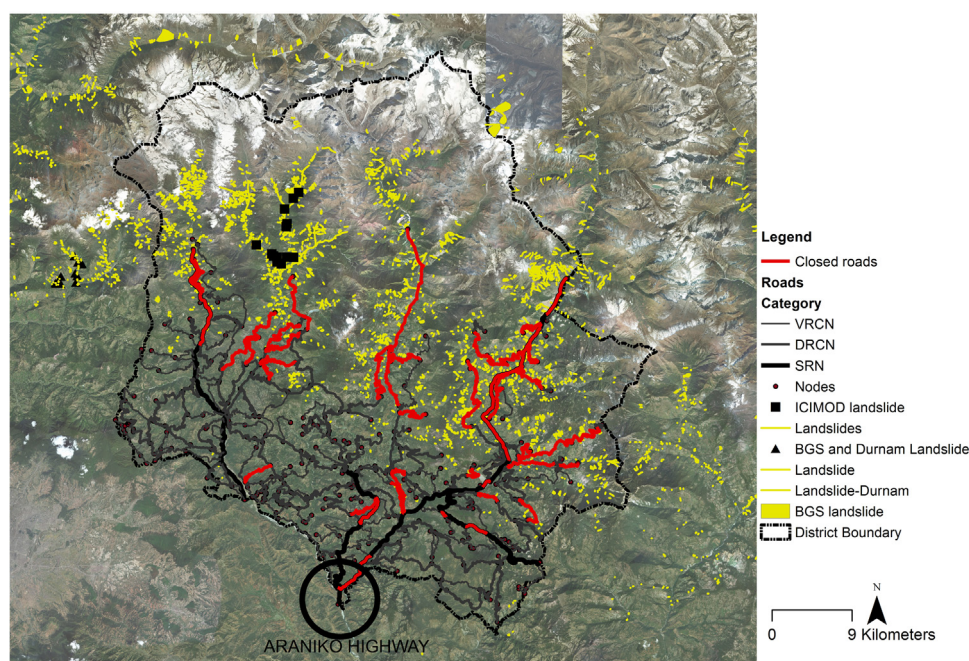 Legend
Closed roads
Roads
Category
VRCN
DRCN
SRN
Nodes
ICIMOD landslide
Landslides
BGS and Durnam Landslide
Landslide
Landslide-Durnam
BGS landslide
District Boundary
N
0 9 Kilometers
ARANIKO HIGHWAY